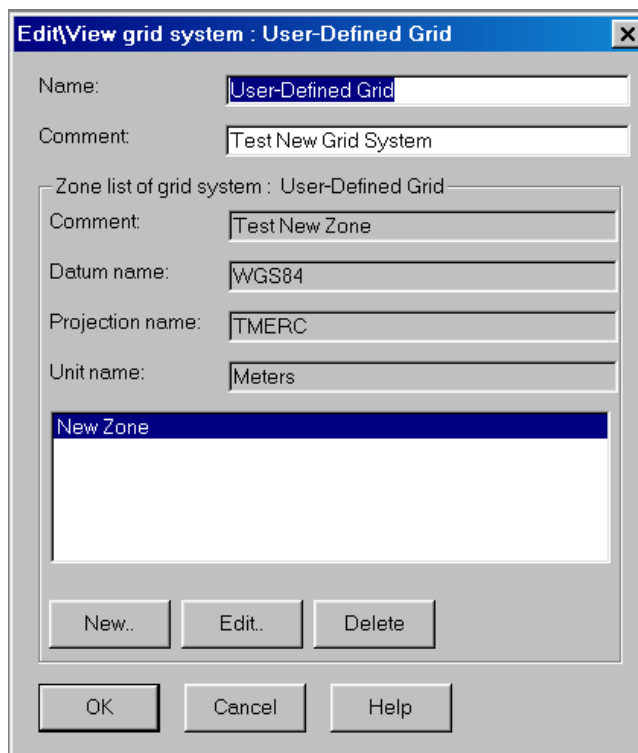 Edit\View grid system : User-Defined Grid
Name: User-Defined Grid
Comment: Test New Grid System
Zone list of grid system : User-Defined Grid
Comment: Test New Zone
Datum name: WGS84
Projection name: TMERC
Unit name: Meters
New Zone
New.. Edit.. Delete
OK Cancel Help